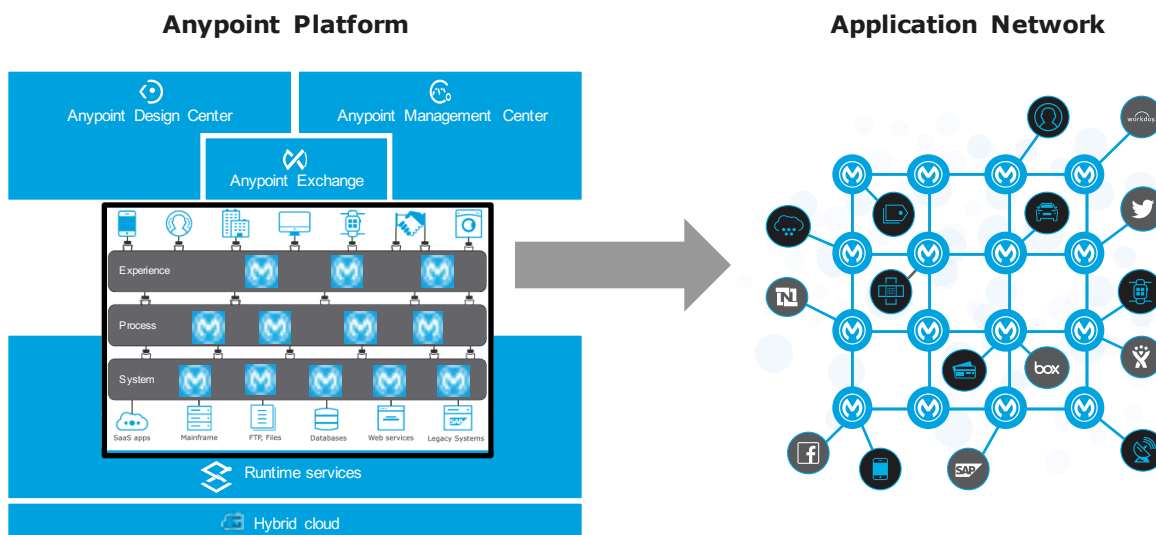 Anypoint Platform
Application Network
Anypoint Design Center
Anypoint Management Center
Anypoint Exchange
Experience
Process
System
SaaS apps
Mainframe
FTP, Files
Databases
Web services
Legacy Systems
SAP
Runtime services
Hybrid cloud
workday
N
box
f
SAP